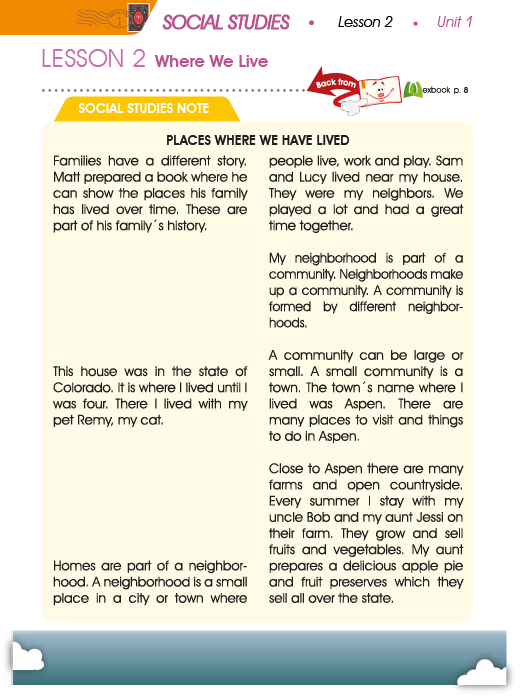 SOCIAL STUDIES • Lesson 2 • Unit 1
LESSON 2 Where We Live
Back from
exbook p. 8
SOCIAL STUDIES NOTE
PLACES WHERE WE HAVE LIVED
Families have a different story.
Matt prepared a book where he
can show the places his family
has lived over time. These are
part of his family´s history.
This house was in the state of
Colorado. It is where I lived until I
was four. There I lived with my
pet Remy, my cat.
Homes are part of a neighbor-
hood. A neighborhood is a small
place in a city or town where
people live, work and play. Sam
and Lucy lived near my house.
They were my neighbors. We
played a lot and had a great
time together.
My neighborhood is part of a
community. Neighborhoods make
up a community. A community is
formed by different neighbor-
hoods.
A community can be large or
small. A small community is a
town. The town´s name where I
lived was Aspen. There are
many places to visit and things
to do in Aspen.
Close to Aspen there are many
farms and open countryside.
Every summer I stay with my
uncle Bob and my aunt Jessi on
their farm. They grow and sell
fruits and vegetables. My aunt
prepares a delicious apple pie
and fruit preserves which they
sell all over the state.